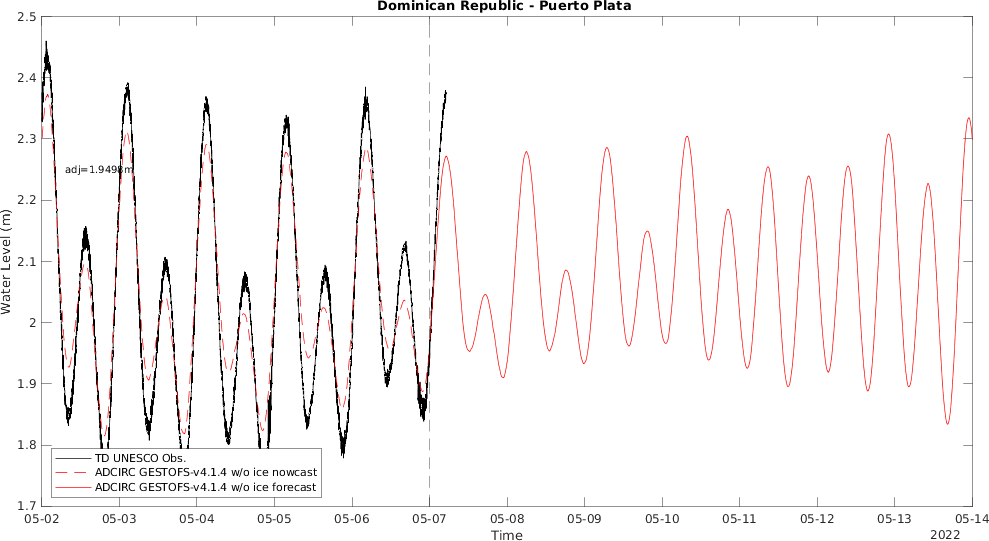 Dominican Republic - Puerto Plata
2.5
2.4
2.3
2.2
2.1
2
1.9
1.8
1.7
Water Level (m)
adj=1.9498m
TD UNESCO Obs.
ADCIRC GESTOFS-v4.1.4 w/o ice nowcast
ADCIRC GESTOFS-v4.1.4 w/o ice forecast
05-02 05-03 05-04 05-05 05-06 05-07 05-08 05-09 05-10 05-11 05-12 05-13 05-14
Time
2022